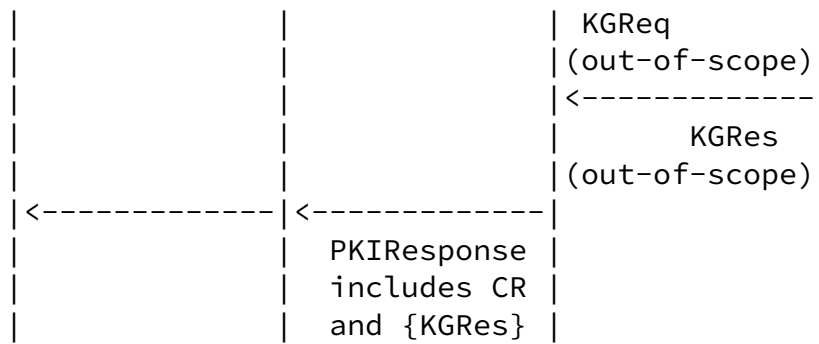 |             |             | KGReq
|             |             |(out-of-scope)
|             |             |<-------------
|             |             |       KGRes
|             |             |(out-of-scope)
|<-------------|<-------------|
|             |  PKIResponse |
|             |  includes CR |
|             |  and {KGRes} |